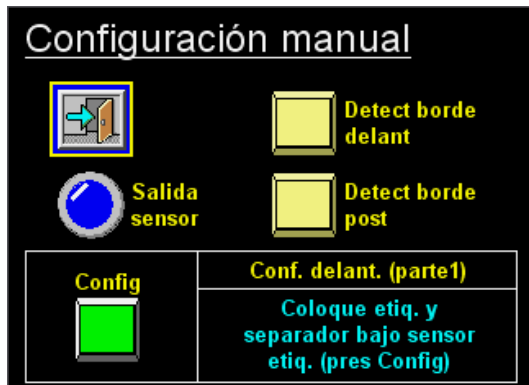 Configuración manual
Detect borde
delant
Salida
sensor
Detect borde
post
Config
Conf. delant. (parte1)
Coloque etiq. y
separador bajo sensor
etiq. (pres Config)